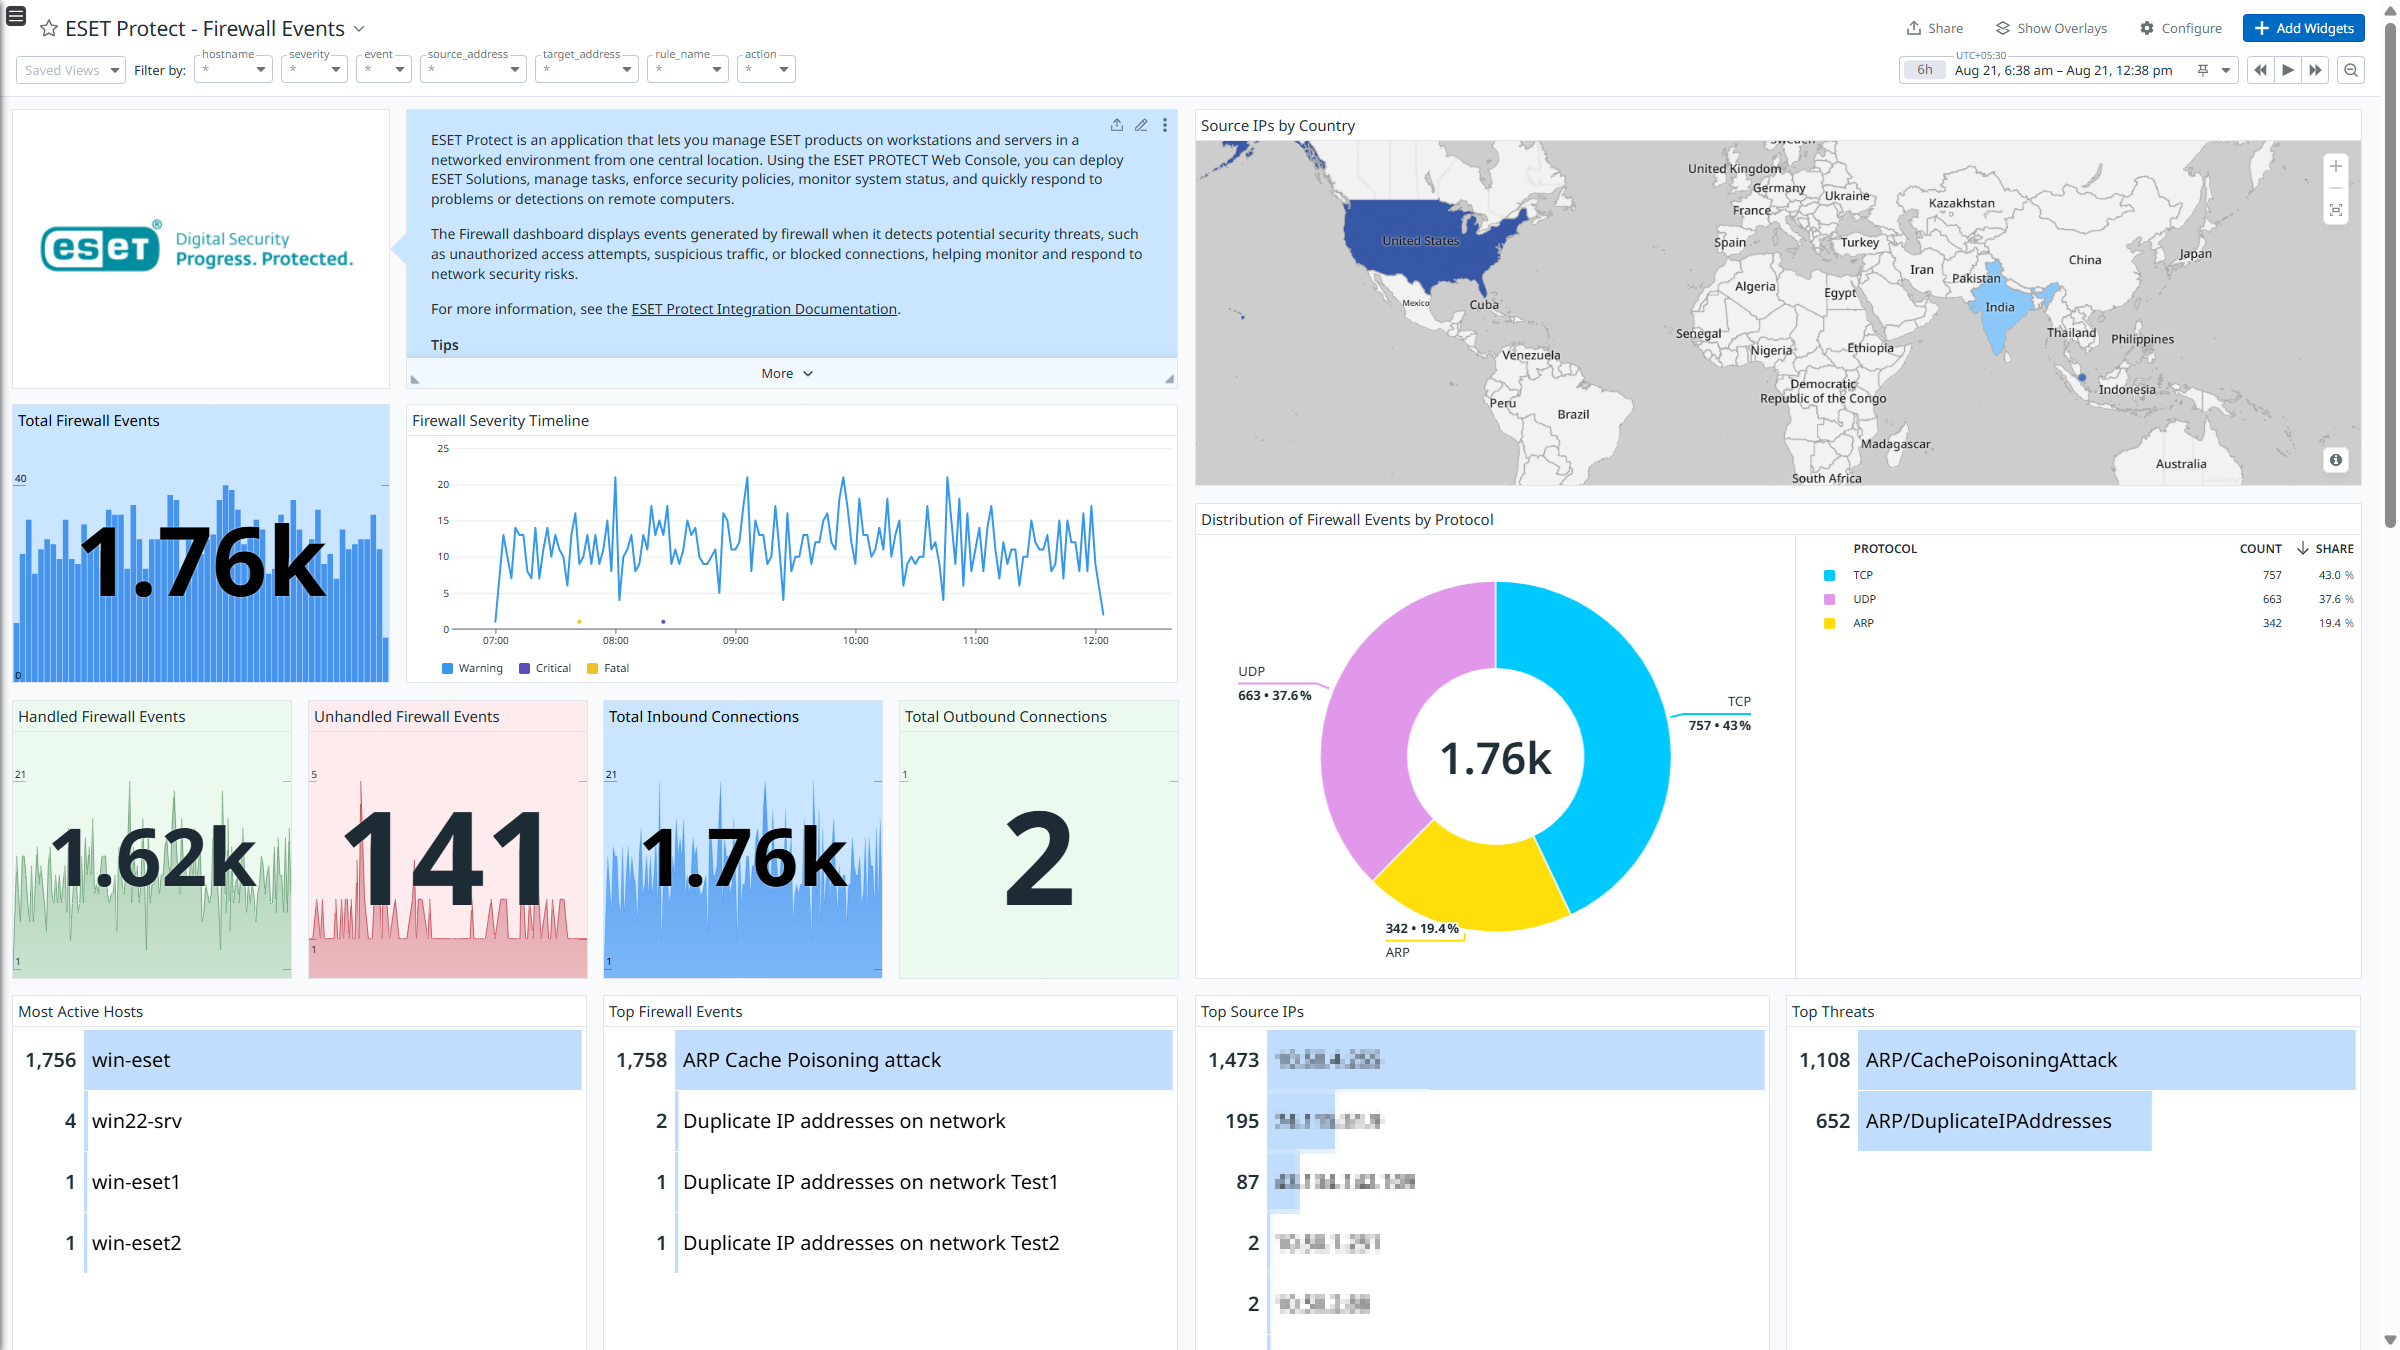 ESET Protect - Firewall Events
Share
Show Overlays
Configure
Add Widgets
Saved Views
Filter by:
hostname
*
severity
*
event
*
source_address
*
target_address
*
rule_name
*
action
*
UTC+05:30
6h
Aug 21, 6:38 am – Aug 21, 12:38 pm
eseT®
Digital Security
Progress. Protected.
ESET Protect is an application that lets you manage ESET products on workstations and servers in a
networked environment from one central location. Using the ESET PROTECT Web Console, you can deploy
ESET Solutions, manage tasks, enforce security policies, monitor system status, and quickly respond to
problems or detections on remote computers.
The Firewall dashboard displays events generated by firewall when it detects potential security threats, such
as unauthorized access attempts, suspicious traffic, or blocked connections, helping monitor and respond to
network security risks.
For more information, see the ESET Protect Integration Documentation.
Tips
More
Source IPs by Country
Sweden
United Kingdom
Germany
Ukraine
Kazakhstan
France
United States
Spain
Turkey
Japan
China
Iran
Pakistan
Algeria
Egypt
Mexico
Cuba
India
Senegal
Thailand
Philippines
Nigeria
Ethiopia
Venezuela
Democratic
Republic of the Congo
Indonesia
Peru
Brazil
Madagascar
Australia
South Africa
Total Firewall Events
40
1.76k
0
Firewall Severity Timeline
25
20
15
10
5
0
07:00
08:00
09:00
10:00
11:00
12:00
Warning
Critical
Fatal
Distribution of Firewall Events by Protocol
UDP
663 • 37.6%
TCP
757 • 43%
1.76k
342 • 19.4%
ARP
PROTOCOL COUNT SHARE
TCP 757 43.0 %
UDP 663 37.6 %
ARP 342 19.4 %
Handled Firewall Events
21
1.62k
1
Unhandled Firewall Events
5
141
1
Total Inbound Connections
21
1.76k
1
Total Outbound Connections
1
2
Most Active Hosts
1,756 win-eset
4 win22-srv
1 win-eset1
1 win-eset2
Top Firewall Events
1,758 ARP Cache Poisoning attack
2 Duplicate IP addresses on network
1 Duplicate IP addresses on network Test1
1 Duplicate IP addresses on network Test2
Top Source IPs
1,473
195
87
2
2
Top Threats
1,108 ARP/CachePoisoningAttack
652 ARP/DuplicateIPAddresses